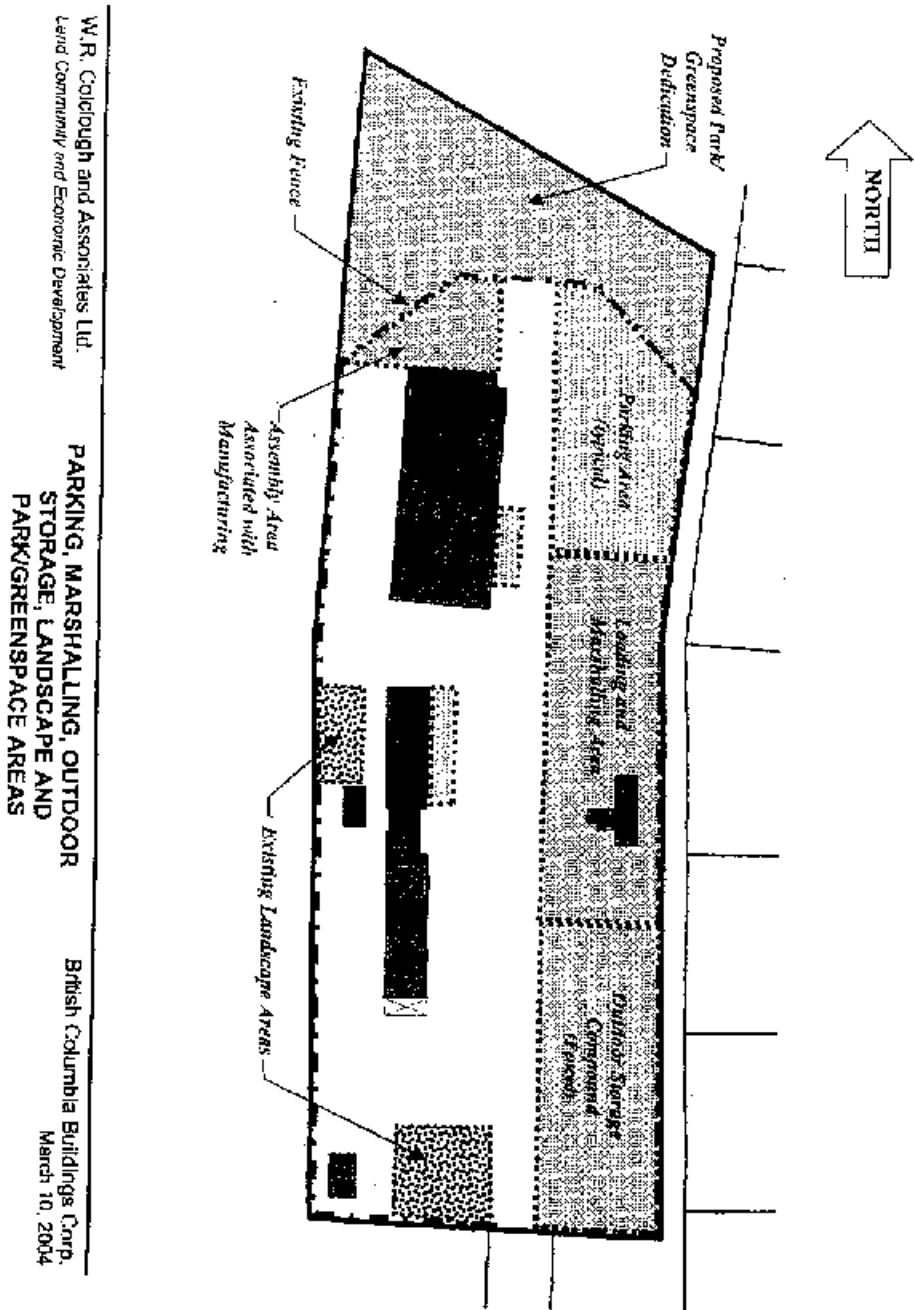 NORTH
Proposed Park/
Greenspace
Dedication
Existing Fence
Assembly Area
Associated with
Manufacturing
Parking Area
Loading and
Marshalling Area
Outdoor Storage
Compound
Existing Landscape Areas
W.R. Colclough and Associates Ltd.
Land Community and Economic Development
PARKING, MARSHALLING, OUTDOOR
STORAGE, LANDSCAPE AND
PARK/GREENSPACE AREAS
British Columbia Buildings Corp.
March 10, 2004